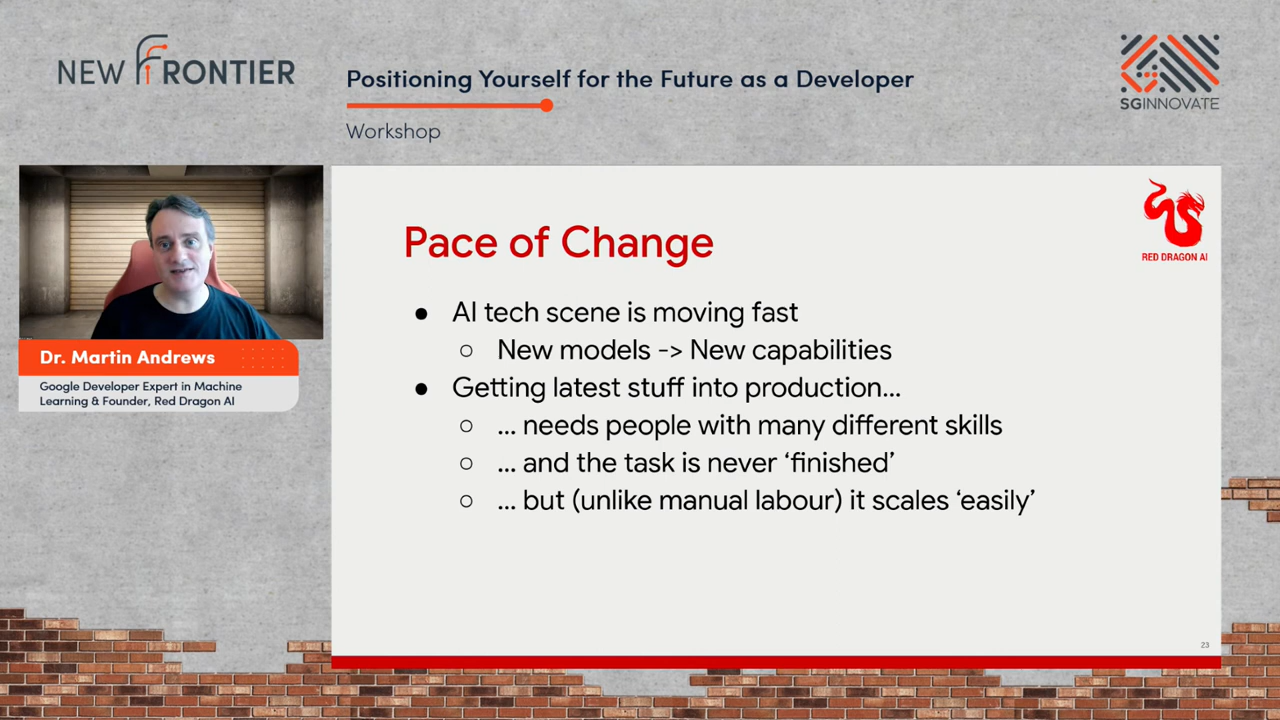 NEW FRONTIER
Positioning Yourself for the Future as a Developer
Workshop
SGINNOVATE
Dr. Martin Andrews
Google Developer Expert in Machine
Learning & Founder, Red Dragon AI
RED DRAGON AI
Pace of Change
● AI tech scene is moving fast
○ New models -> New capabilities
● Getting latest stuff into production...
○ ... needs people with many different skills
○ ... and the task is never ‘finished’
○ ... but (unlike manual labour) it scales ‘easily’
23